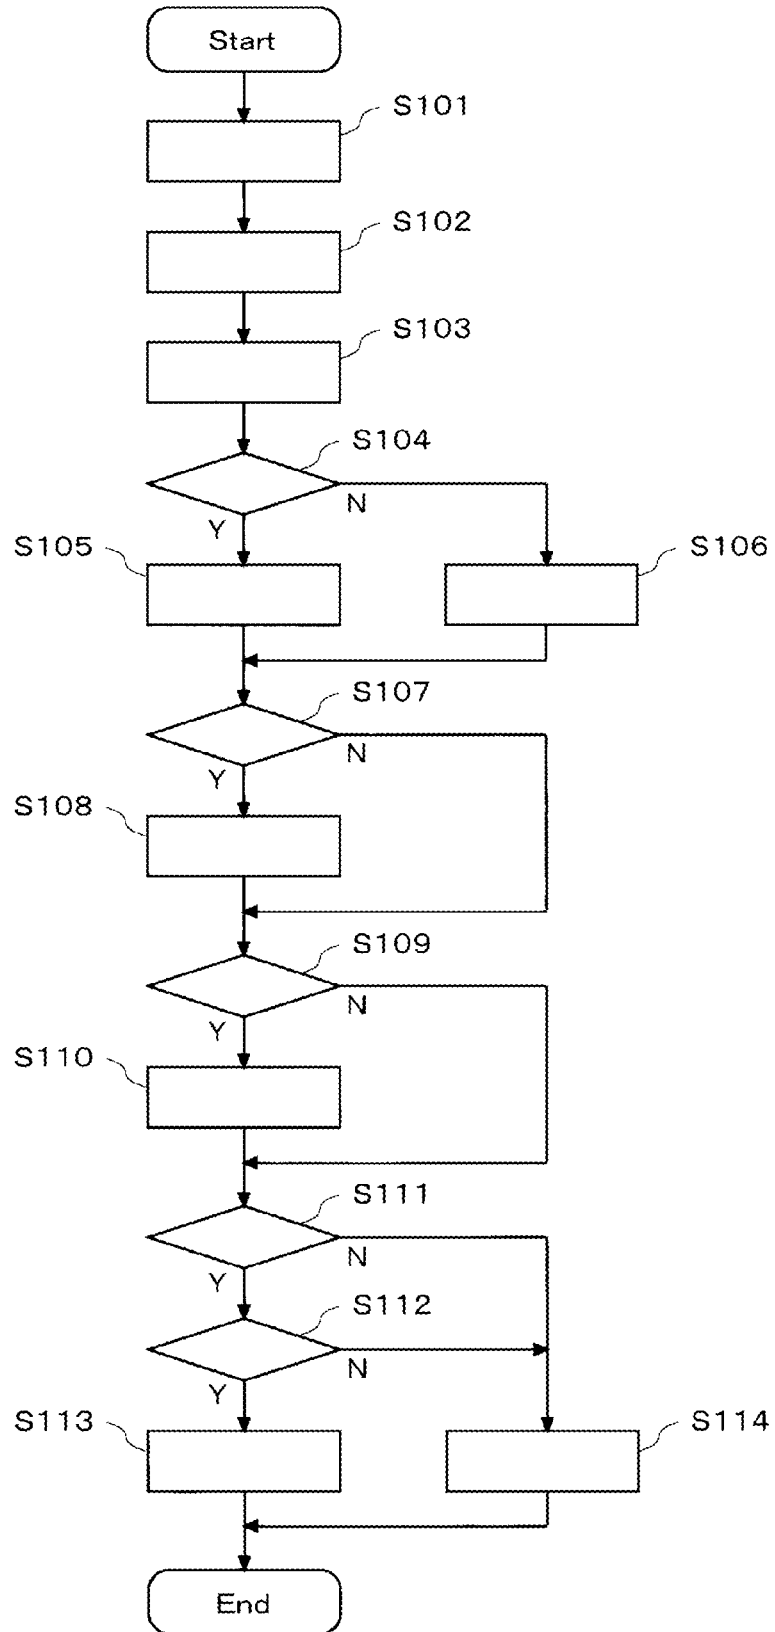 Start
S101
S102
S103
S104
N
Y
S105
S106
S107
N
Y
S108
S109
N
Y
S110
S111
N
Y
S112
N
Y
S113
S114
End